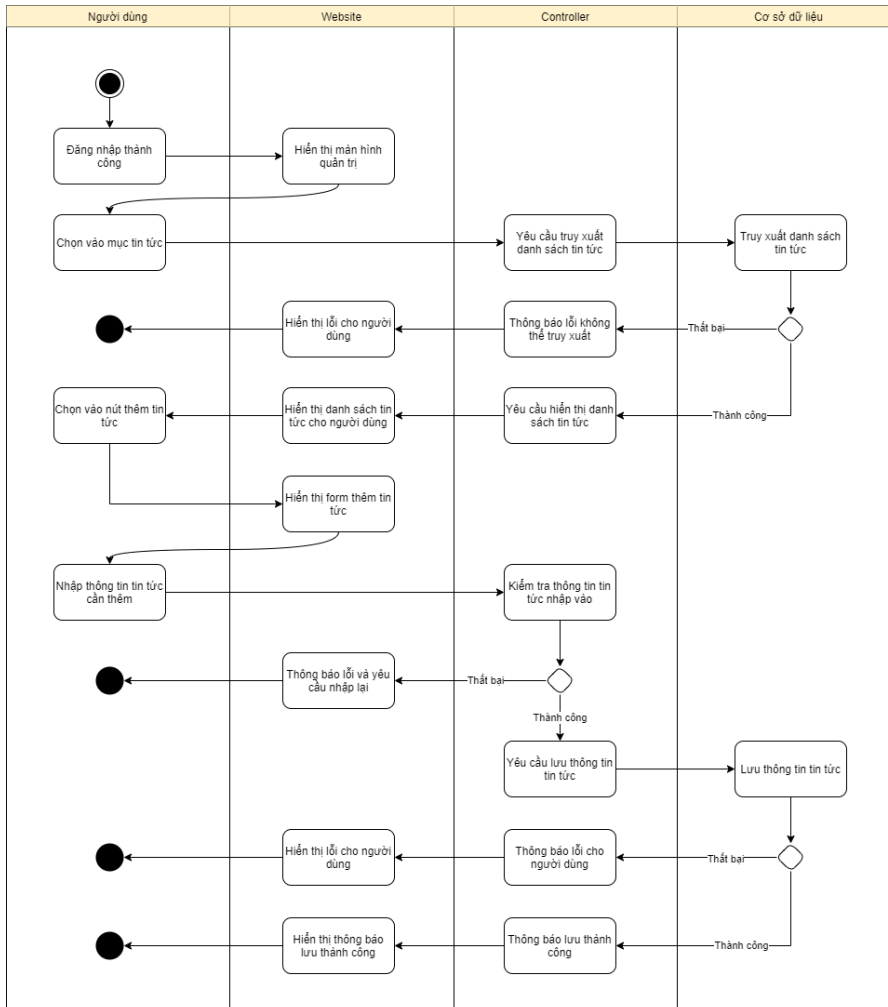 Người dùng
Website
Controller
Cơ sở dữ liệu
Đăng nhập thành
công
Hiển thị màn hình
quản trị
Chọn vào mục tin tức
Yêu cầu truy xuất
danh sách tin tức
Truy xuất danh sách
tin tức
Hiển thị lỗi cho người
dùng
Thông báo lỗi không
thể truy xuất
Thất bại
Chọn vào nút thêm tin
tức
Hiển thị danh sách tin
tức cho người dùng
Yêu cầu hiển thị danh
sách tin tức
Thành công
Hiển thị form thêm tin
tức
Nhập thông tin tin tức
cần thêm
Kiểm tra thông tin tin
tức nhập vào
Thông báo lỗi và yêu
cầu nhập lại
Thất bại
Thành công
Yêu cầu lưu thông tin
tin tức
Lưu thông tin tin tức
Hiển thị lỗi cho người
dùng
Thông báo lỗi cho
người dùng
Thất bại
Hiển thị thông báo
lưu thành công
Thông báo lưu thành
công
Thành công